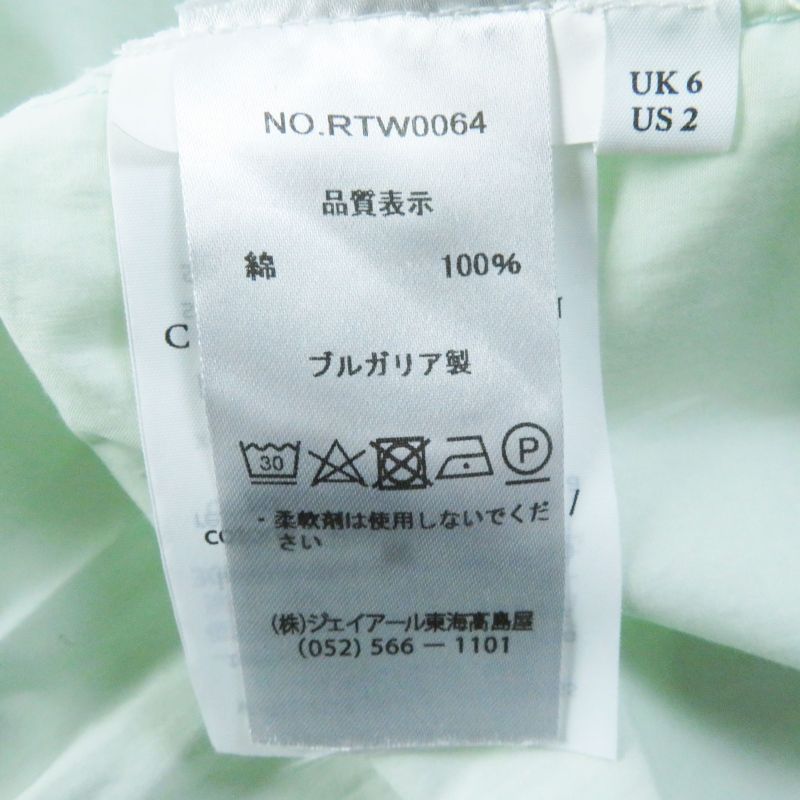 UK 6
US 2
NO.RTW0064
品質表示
綿 100%
ブルガリア製
30
P
・柔軟剤は使用しないでくだ
さい
(株)ジェイアール東海髙島屋
(052) 566－1101